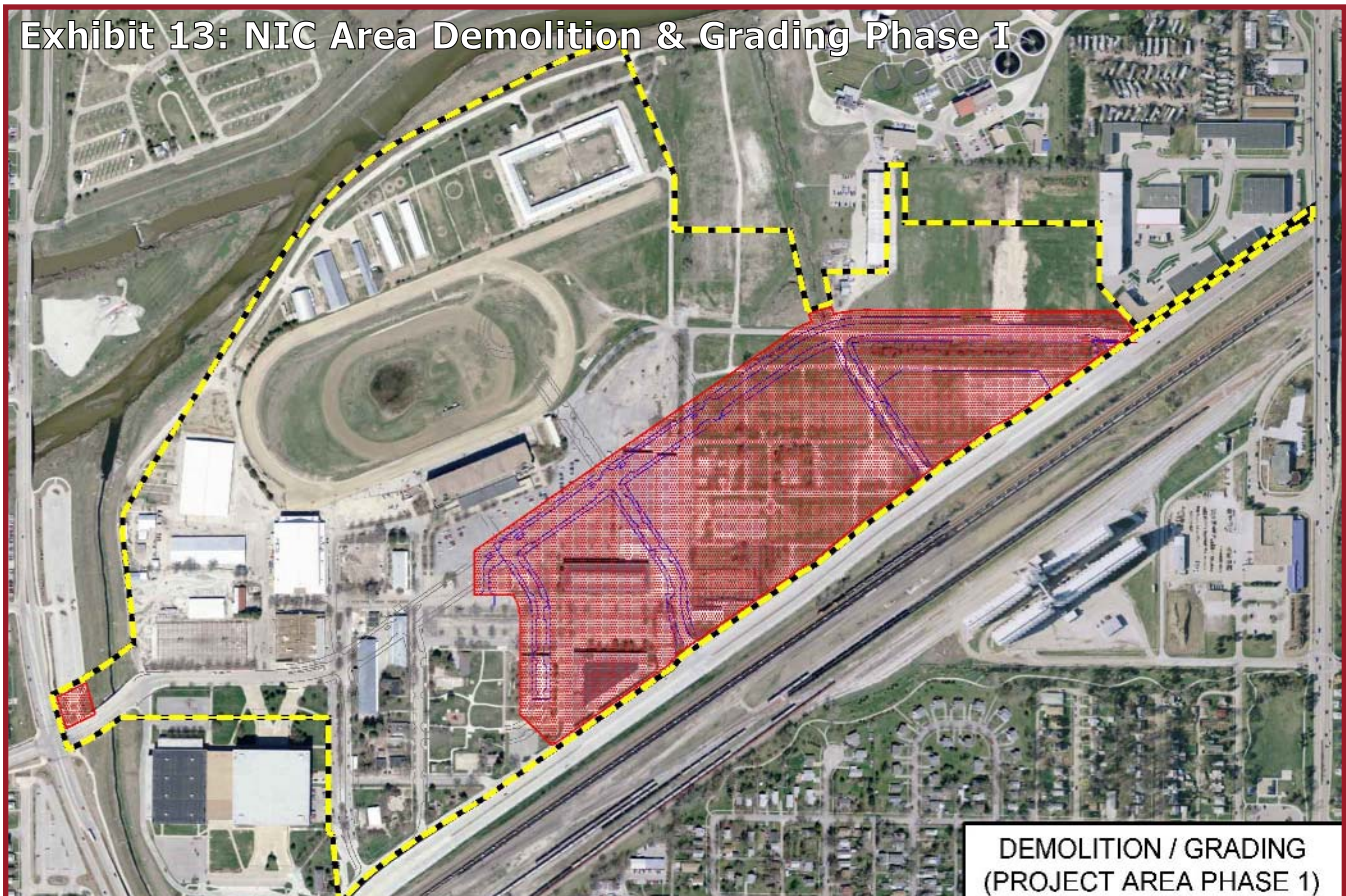 Exhibit 13: NIC Area Demolition & Grading Phase I
DEMOLITION / GRADING
(PROJECT AREA PHASE 1)